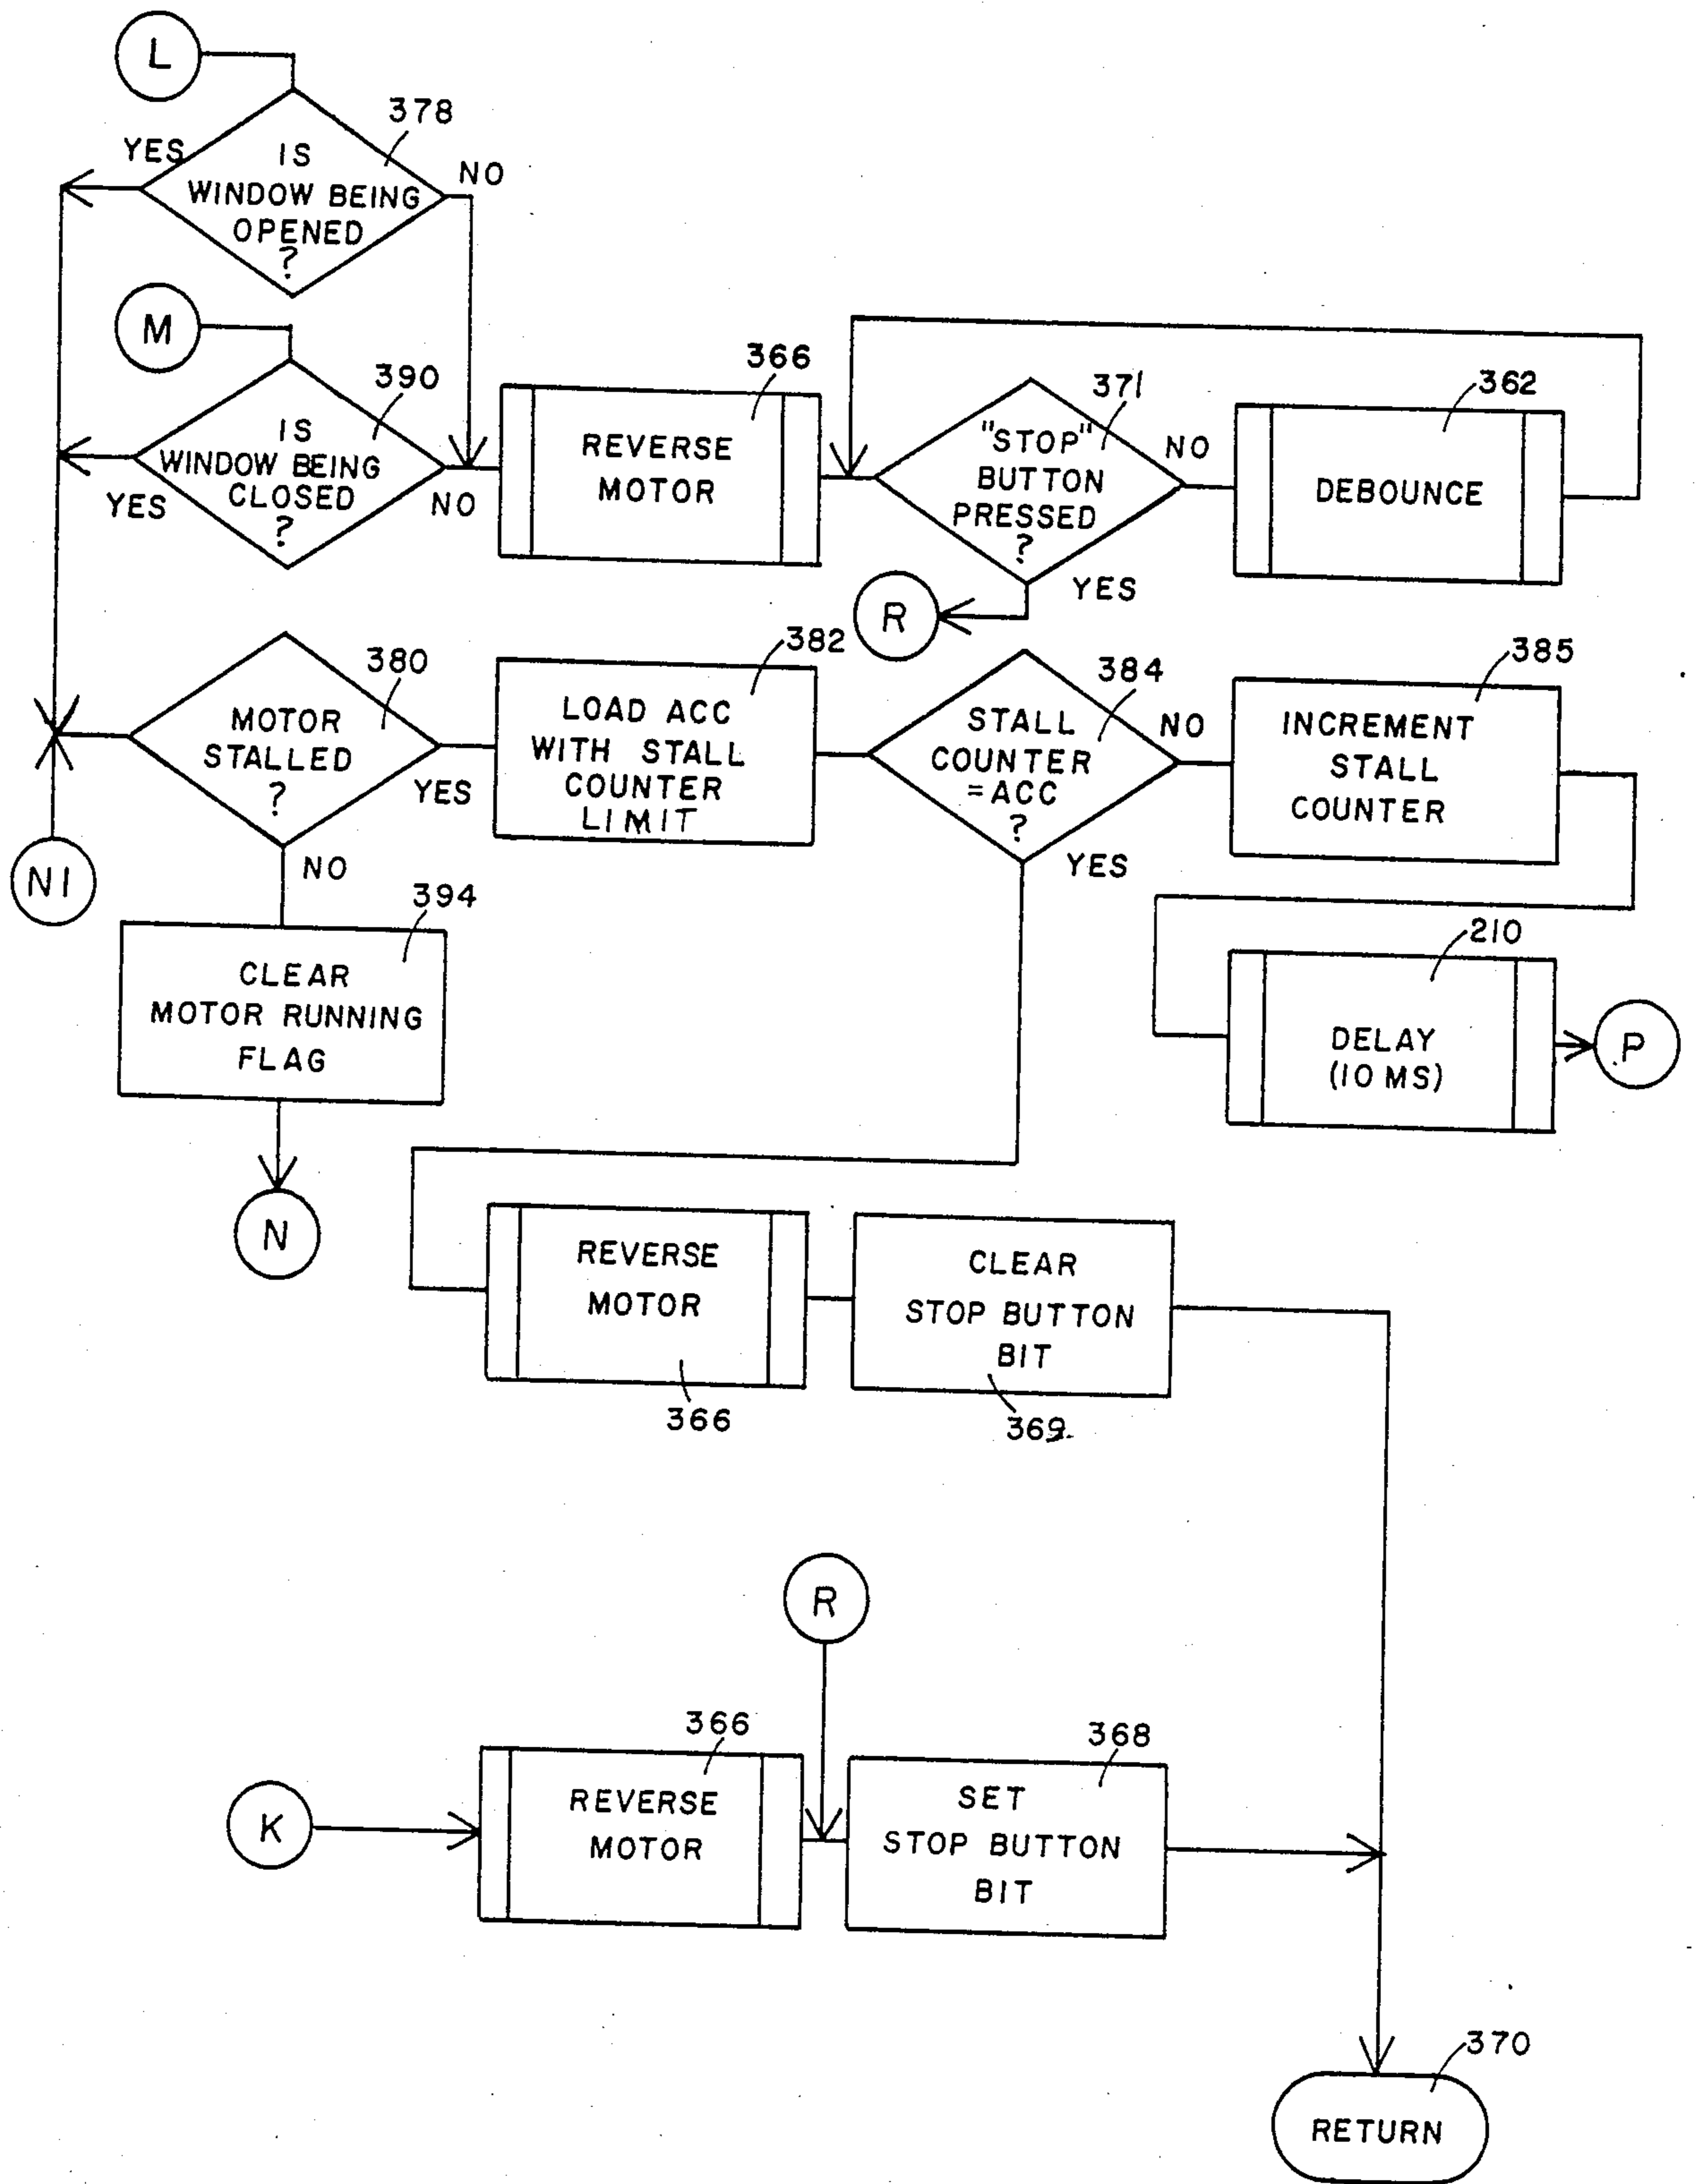 L
378
YES
IS
WINDOW BEING
OPENED
?
NO
M
390
IS
WINDOW BEING
CLOSED
?
YES
NO
366
REVERSE
MOTOR
371
"STOP"
BUTTON
PRESSED
?
NO
YES
362
DEBOUNCE
R
380
MOTOR
STALLED
?
YES
NO
382
LOAD ACC
WITH STALL
COUNTER
LIMIT
384
STALL
COUNTER
=ACC
?
NO
YES
385
INCREMENT
STALL
COUNTER
N1
394
CLEAR
MOTOR RUNNING
FLAG
210
DELAY
(10 MS)
P
N
REVERSE
MOTOR
366
CLEAR
STOP BUTTON
BIT
369
R
K
366
REVERSE
MOTOR
368
SET
STOP BUTTON
BIT
370
RETURN